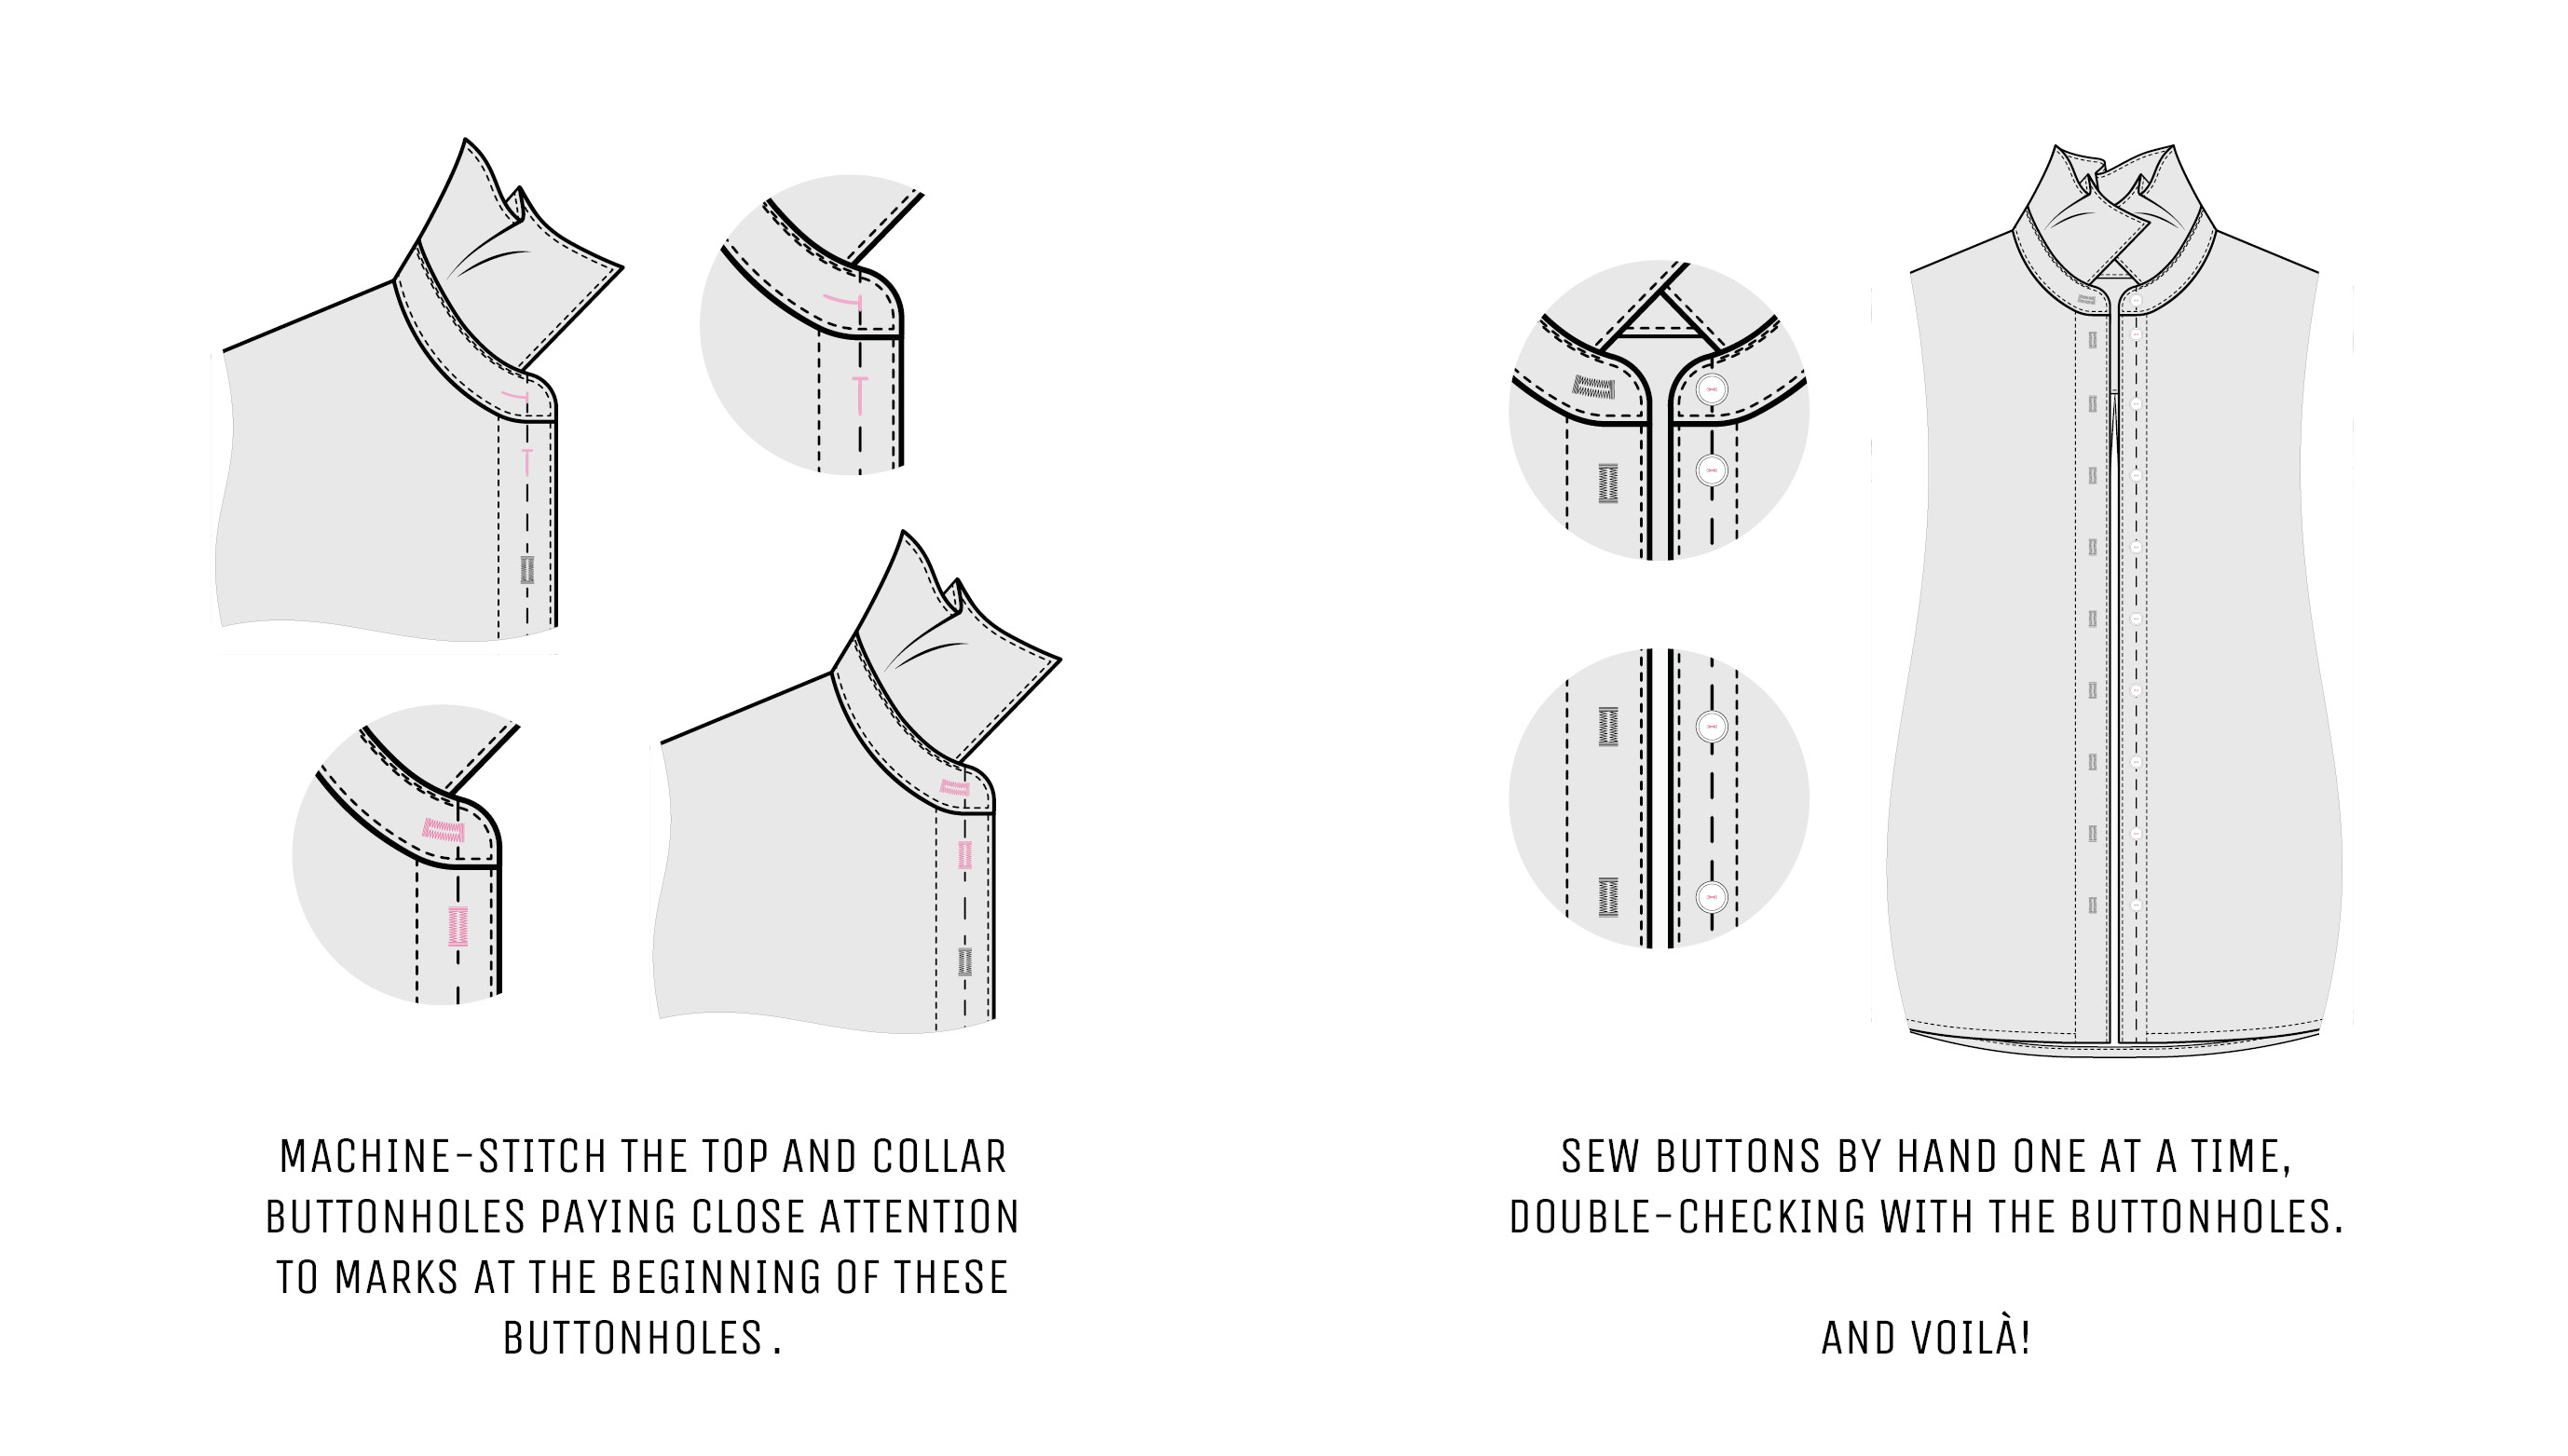 MACHINE-STITCH THE TOP AND COLLAR
BUTTONHOLES PAYING CLOSE ATTENTION
TO MARKS AT THE BEGINNING OF THESE
BUTTONHOLES .
SEW BUTTONS BY HAND ONE AT A TIME,
DOUBLE-CHECKING WITH THE BUTTONHOLES.
AND VOILÀ!